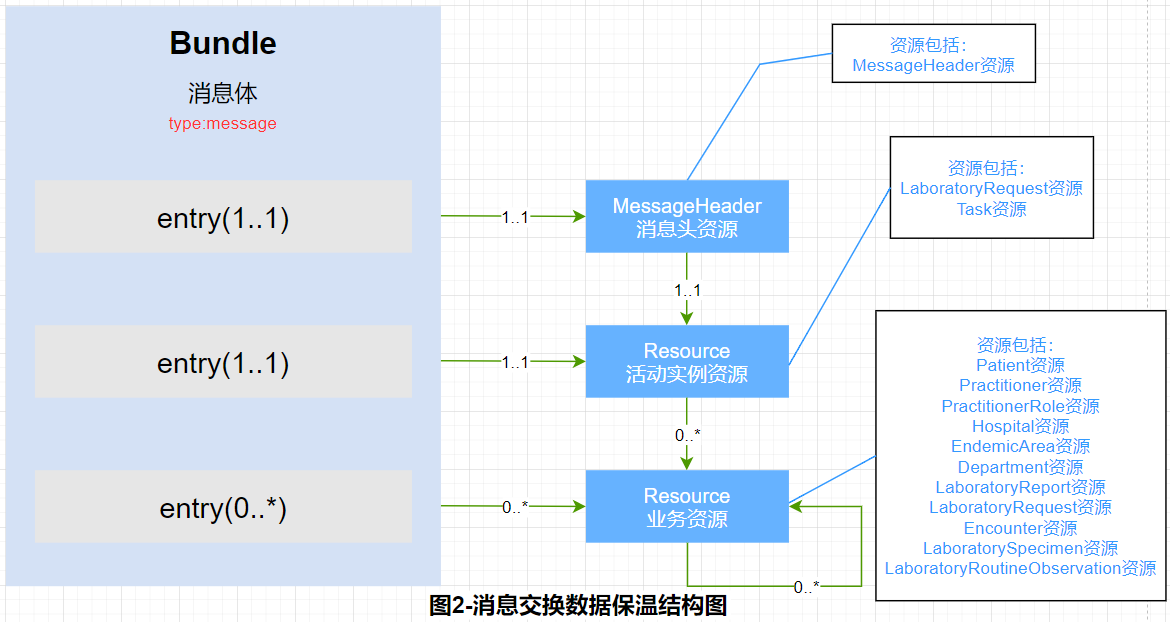 Bundle
消息体
type:message
entry(1..1)
entry(1..1)
entry(0..*)
1..1
1..1
0..*
MessageHeader
消息头资源
1..1
Resource
活动实例资源
0..*
Resource
业务资源
0..*
资源包括:
MessageHeader资源
资源包括:
LaboratoryRequest资源
Task资源
资源包括:
Patient资源
Practitioner资源
PractitionerRole资源
Hospital资源
EndemicArea资源
Department资源
LaboratoryReport资源
LaboratoryRequest资源
Encounter资源
LaboratorySpecimen资源
LaboratoryRoutineObservation资源
图2-消息交换数据保温结构图